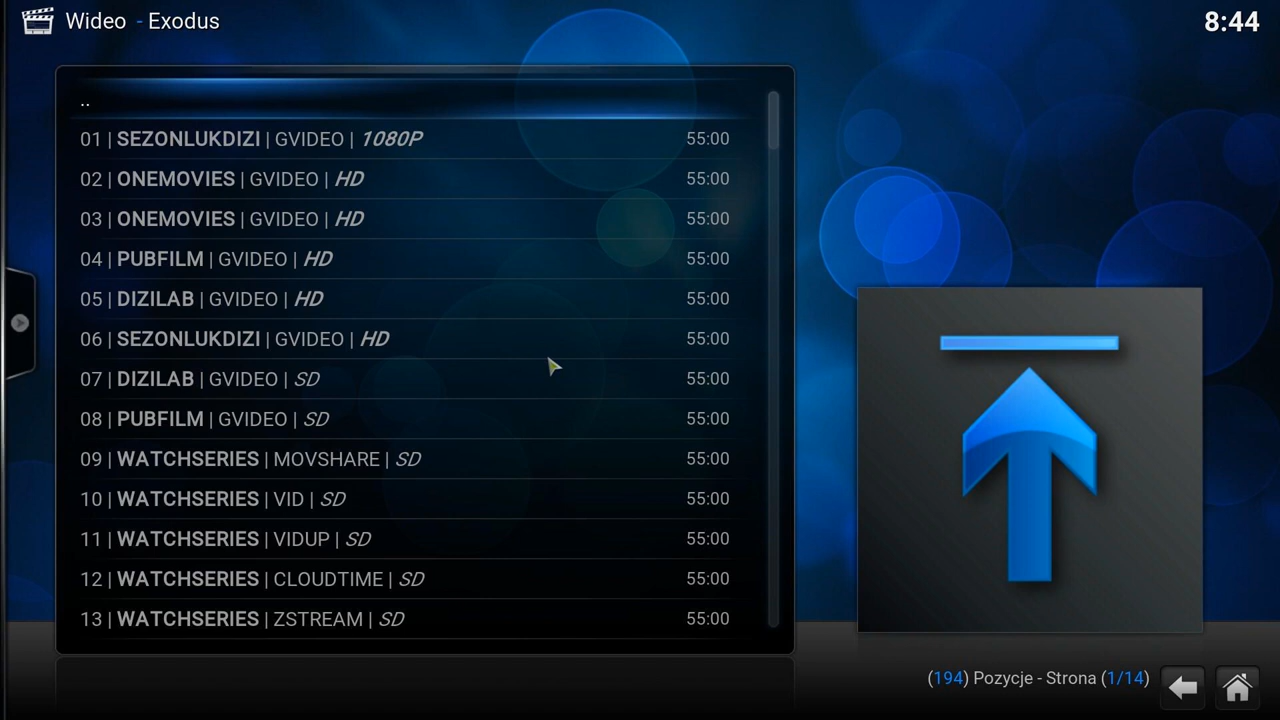 Wideo - Exodus
8:44
..
01 | SEZONLUKDIZI | GVIDEO | 1080P 55:00
02 | ONEMOVIES | GVIDEO | HD 55:00
03 | ONEMOVIES | GVIDEO | HD 55:00
04 | PUBFILM | GVIDEO | HD 55:00
05 | DIZILAB | GVIDEO | HD 55:00
06 | SEZONLUKDIZI | GVIDEO | HD 55:00
07 | DIZILAB | GVIDEO | SD 55:00
08 | PUBFILM | GVIDEO | SD 55:00
09 | WATCHSERIES | MOVSHARE | SD 55:00
10 | WATCHSERIES | VID | SD 55:00
11 | WATCHSERIES | VIDUP | SD 55:00
12 | WATCHSERIES | CLOUDTIME | SD 55:00
13 | WATCHSERIES | ZSTREAM | SD 55:00
(194) Pozycje - Strona (1/14)